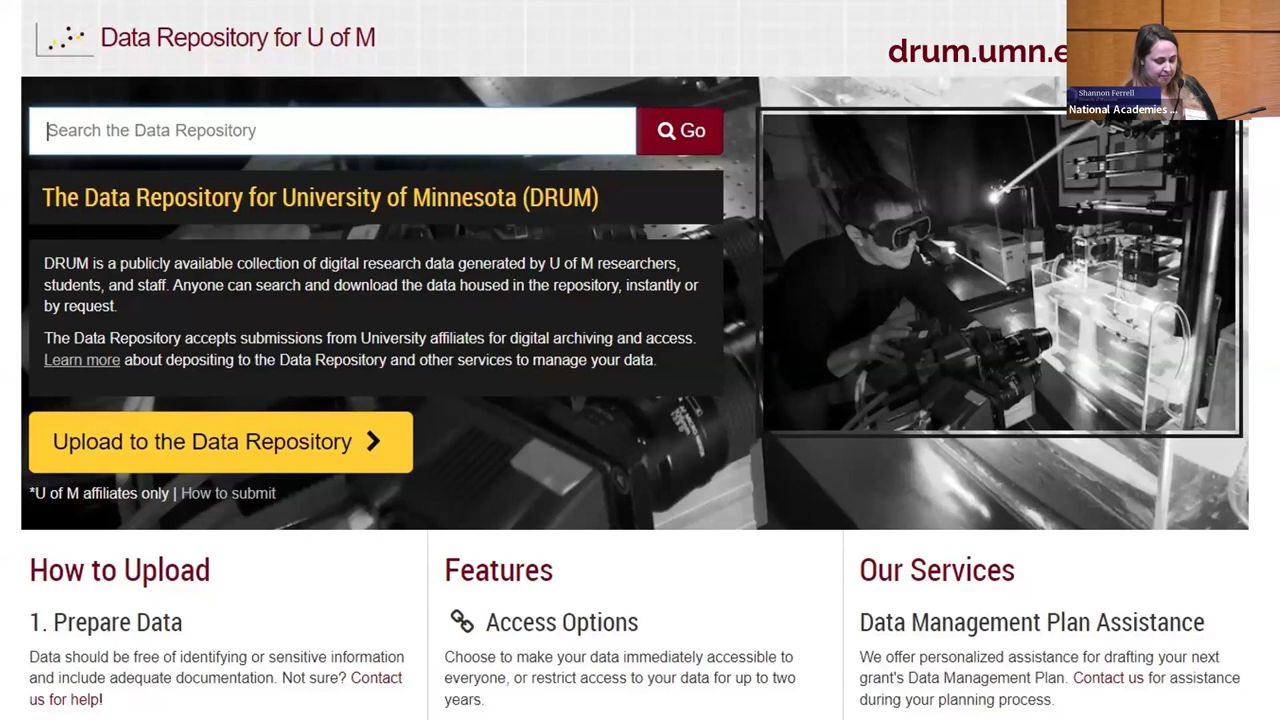 Data Repository for U of M
drum.umn.e
Shannon Ferrell
National Academies ...
Search the Data Repository
Go
The Data Repository for University of Minnesota (DRUM)
DRUM is a publicly available collection of digital research data generated by U of M researchers,
students, and staff. Anyone can search and download the data housed in the repository, instantly or
by request.
The Data Repository accepts submissions from University affiliates for digital archiving and access.
Learn more about depositing to the Data Repository and other services to manage your data.
Upload to the Data Repository
*U of M affiliates only | How to submit
How to Upload
1. Prepare Data
Data should be free of identifying or sensitive information
and include adequate documentation. Not sure? Contact
us for help!
Features
Access Options
Choose to make your data immediately accessible to
everyone, or restrict access to your data for up to two
years.
Our Services
Data Management Plan Assistance
We offer personalized assistance for drafting your next
grant's Data Management Plan. Contact us for assistance
during your planning process.